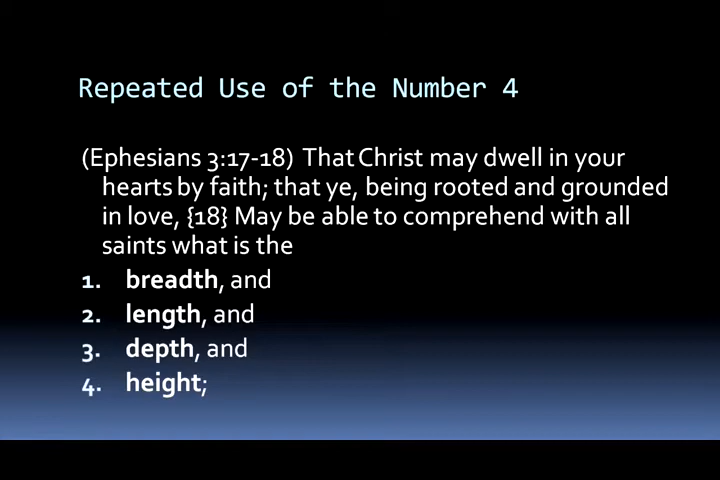 Repeated Use of the Number 4
(Ephesians 3:17-18) That Christ may dwell in your
hearts by faith; that ye, being rooted and grounded
in love, {18} May be able to comprehend with all
saints what is the
1. breadth, and
2. length, and
3. depth, and
4. height;